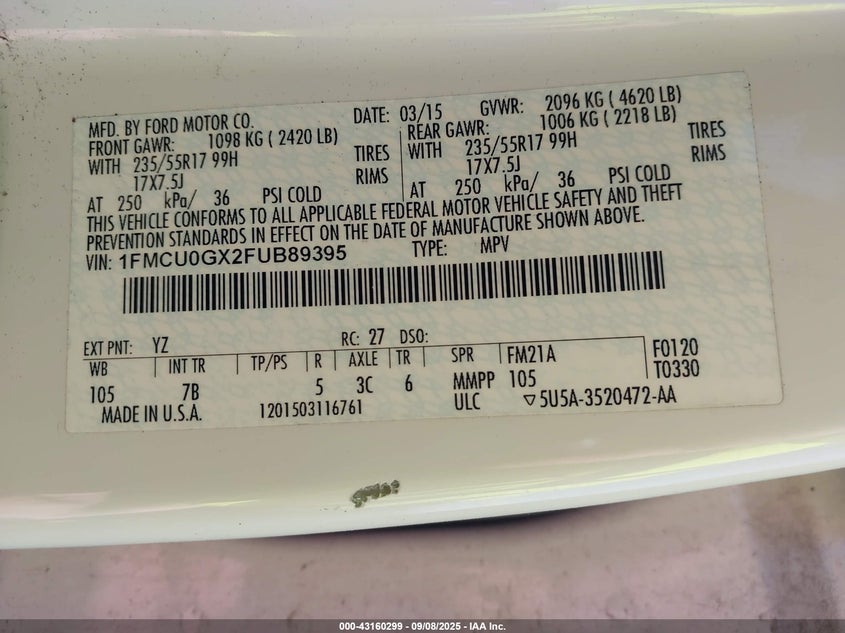 MFD. BY FORD MOTOR CO. DATE: 03/15 GVWR: 2096 KG ( 4620 LB)
FRONT GAWR: 1098 KG ( 2420 LB) REAR GAWR: 1006 KG ( 2218 LB)
WITH 235/55R17 99H TIRES WITH 235/55R17 99H TIRES
17X7.5J RIMS 17X7.5J RIMS
AT 250 kPa/ 36 PSI COLD AT 250 kPa/ 36 PSI COLD
THIS VEHICLE CONFORMS TO ALL APPLICABLE FEDERAL MOTOR VEHICLE SAFETY AND THEFT
PREVENTION STANDARDS IN EFFECT ON THE DATE OF MANUFACTURE SHOWN ABOVE.
VIN: 1FMCU0GX2FUB89395 TYPE: MPV
EXT PNT: YZ RC: 27 DSO:
WB INT TR TP/PS R AXLE TR SPR FM21A F0120
105 7B 5 3C 6 MMPP 105 T0330
MADE IN U.S.A. 1201503116761 ULC ▽5U5A-3520472-AA
000-43160299 - 09/08/2025 - IAA Inc.